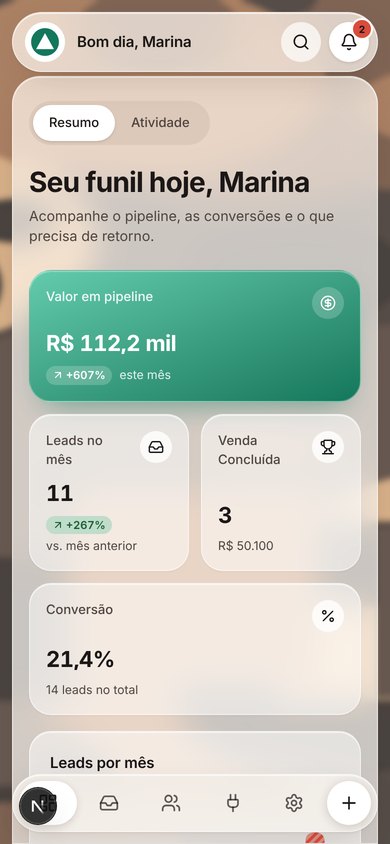 Bom dia, Marina
2
Resumo
Atividade
Seu funil hoje, Marina
Acompanhe o pipeline, as conversões e o que
precisa de retorno.
Valor em pipeline
R$ 112,2 mil
+607% este mês
Leads no
mês
11
+267%
vs. mês anterior
Venda
Concluída
3
R$ 50.100
Conversão
%
21,4%
14 leads no total
Leads por mês
N